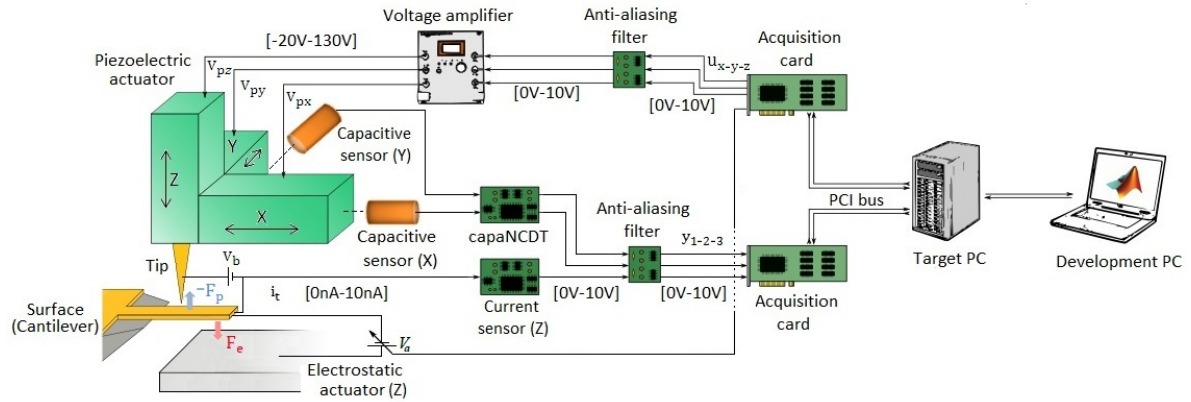 Voltage amplifier
Anti-aliasing
filter
Acquisition
card
[-20V-130V]
Piezoelectric
actuator
v_pz
v_py
v_px
u_x-y-z
[0V-10V]
[0V-10V]
Capacitive
sensor (Y)
Y
Z
X
capaNCDT
Anti-aliasing
filter
PCI bus
Capacitive
sensor (X)
y_1-2-3
Target PC
Development PC
Tip
v_b
i_t
[0nA-10nA]
Current
sensor (Z)
[0V-10V]
[0V-10V]
Acquisition
card
-F_p
Surface
(Cantilever)
F_e
V_a
Electrostatic
actuator (Z)